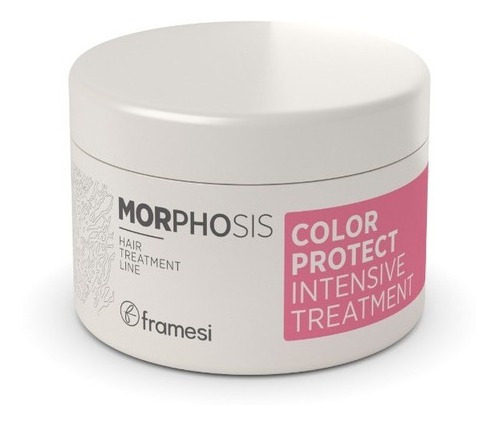 MORPHOSIS
HAIR
TREATMENT
LINE
framesi
COLOR
PROTECT
INTENSIVE
TREATMENT